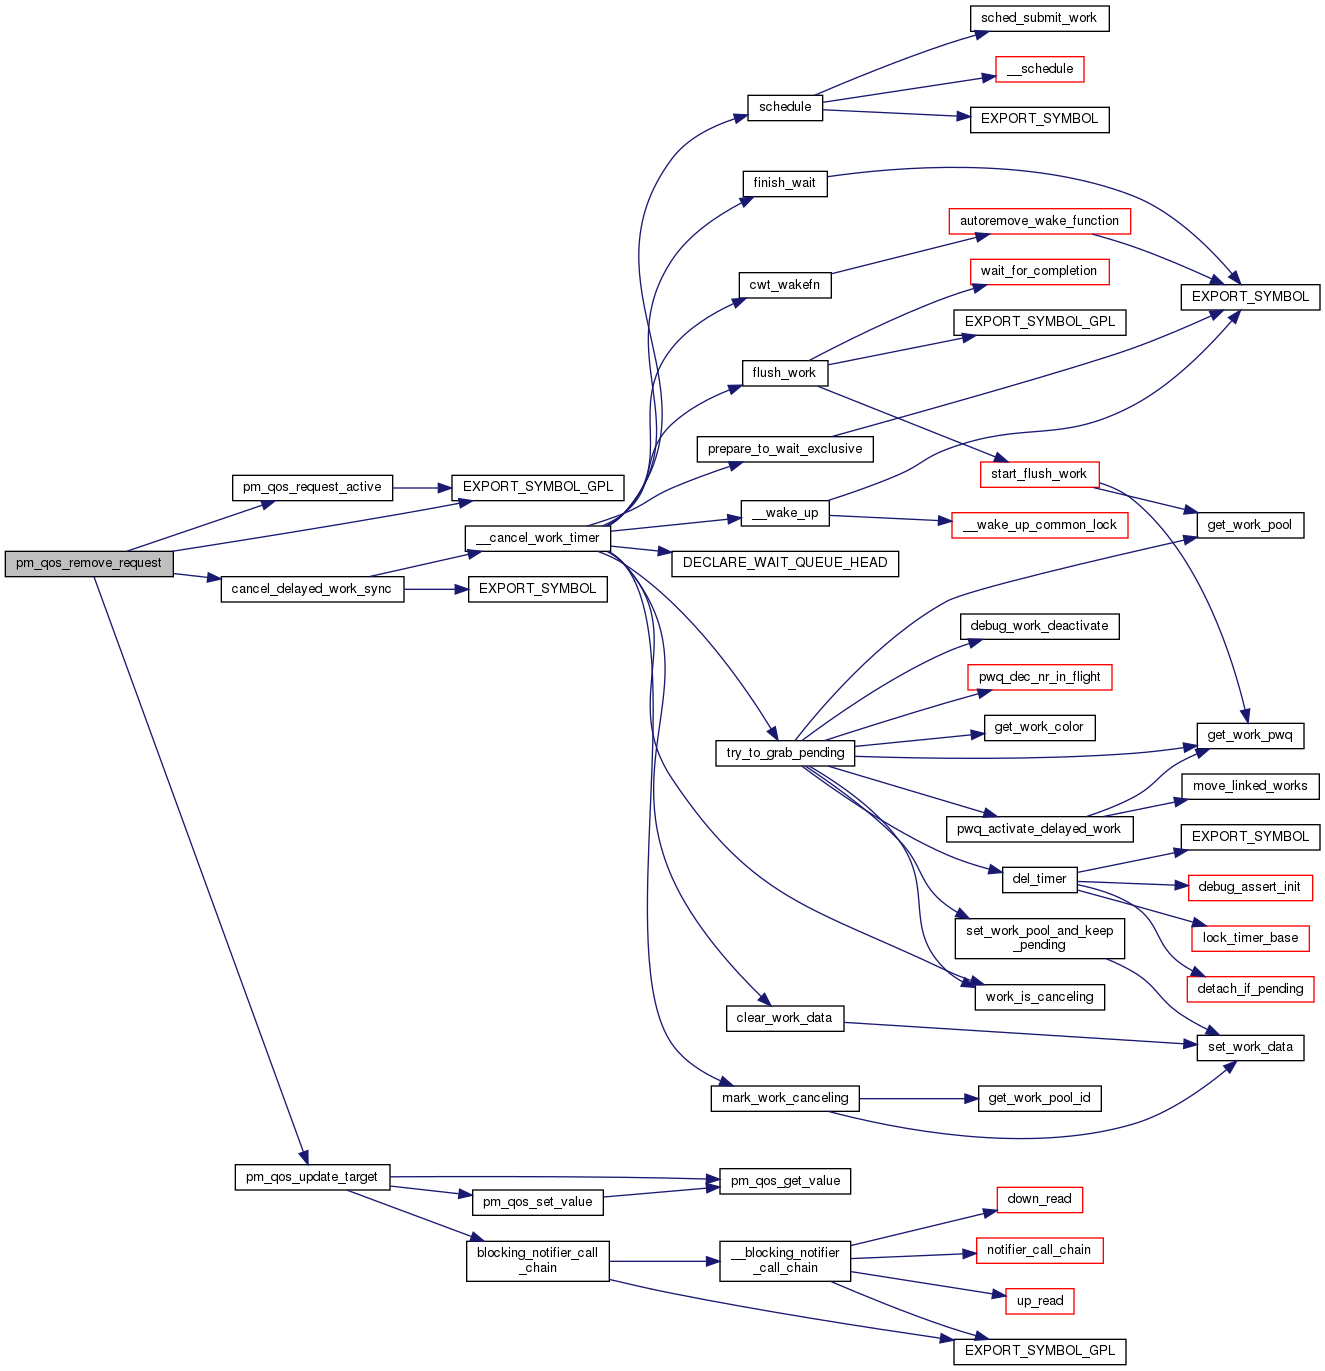 sched_submit_work
__schedule
schedule
EXPORT_SYMBOL
finish_wait
autoremove_wake_function
wait_for_completion
cwt_wakefn
EXPORT_SYMBOL
EXPORT_SYMBOL_GPL
flush_work
prepare_to_wait_exclusive
start_flush_work
pm_qos_request_active
EXPORT_SYMBOL_GPL
__wake_up
__wake_up_common_lock
get_work_pool
__cancel_work_timer
pm_qos_remove_request
DECLARE_WAIT_QUEUE_HEAD
cancel_delayed_work_sync
EXPORT_SYMBOL
debug_work_deactivate
pwq_dec_nr_in_flight
get_work_color
get_work_pwq
try_to_grab_pending
move_linked_works
pwq_activate_delayed_work
EXPORT_SYMBOL
del_timer
debug_assert_init
set_work_pool_and_keep
_pending
lock_timer_base
detach_if_pending
work_is_canceling
clear_work_data
set_work_data
mark_work_canceling
get_work_pool_id
pm_qos_update_target
pm_qos_get_value
pm_qos_set_value
down_read
blocking_notifier_call
_chain
__blocking_notifier
_call_chain
notifier_call_chain
up_read
EXPORT_SYMBOL_GPL